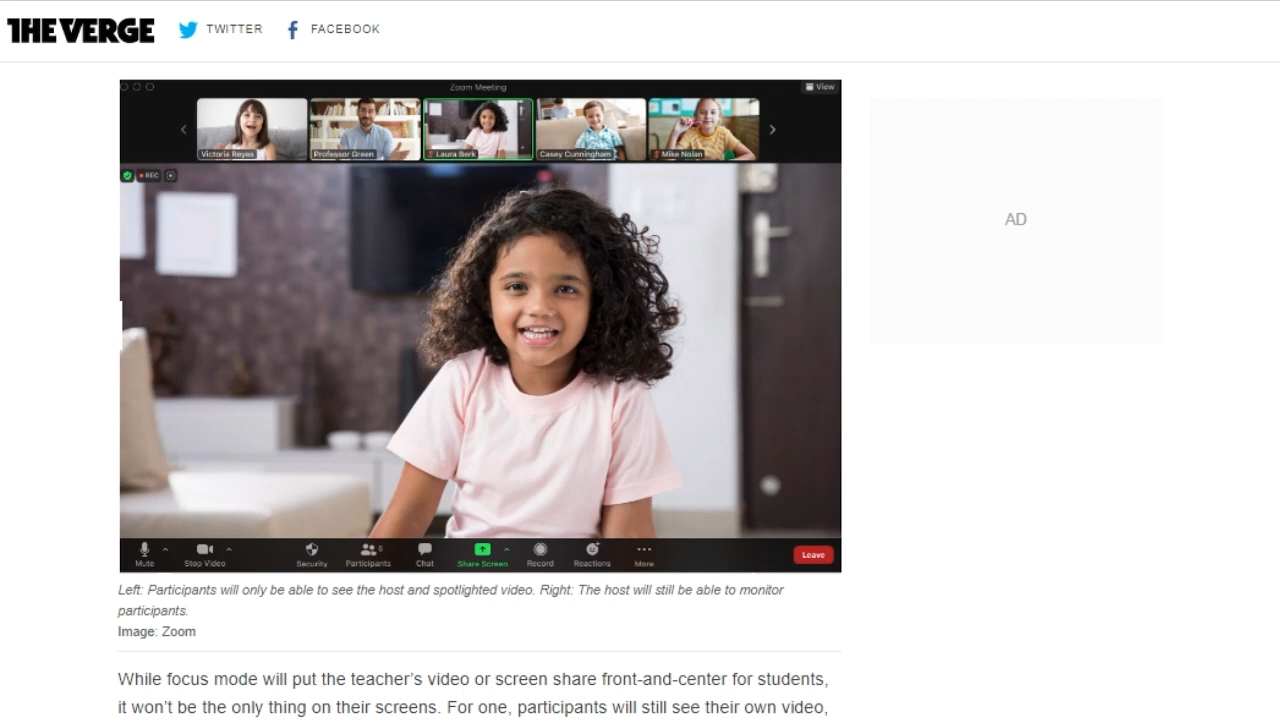 THE VERGE TWITTER FACEBOOK
Zoom Meeting View
Victoria Reyes Professor Green Laura Berk Casey Cunningham Mike Nolan
REC
AD
Mute Stop Video Security Participants 6 Chat Share Screen Record Reactions More Leave
Left: Participants will only be able to see the host and spotlighted video. Right: The host will still be able to monitor
participants.
Image: Zoom
While focus mode will put the teacher’s video or screen share front-and-center for students,
it won’t be the only thing on their screens. For one, participants will still see their own video,